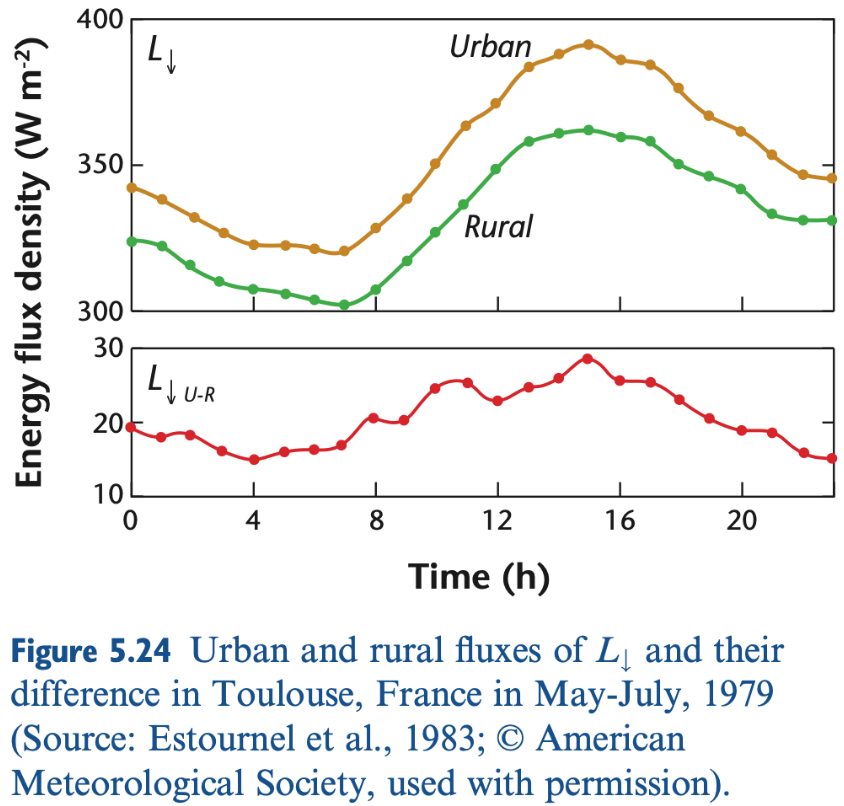 Energy flux density (W m⁻²)
400
350
300
L↓
Urban
Rural
30
20
10
L↓ U-R
0 4 8 12 16 20
Time (h)
Figure 5.24 Urban and rural fluxes of L↓ and their
difference in Toulouse, France in May-July, 1979
(Source: Estournel et al., 1983; © American
Meteorological Society, used with permission).